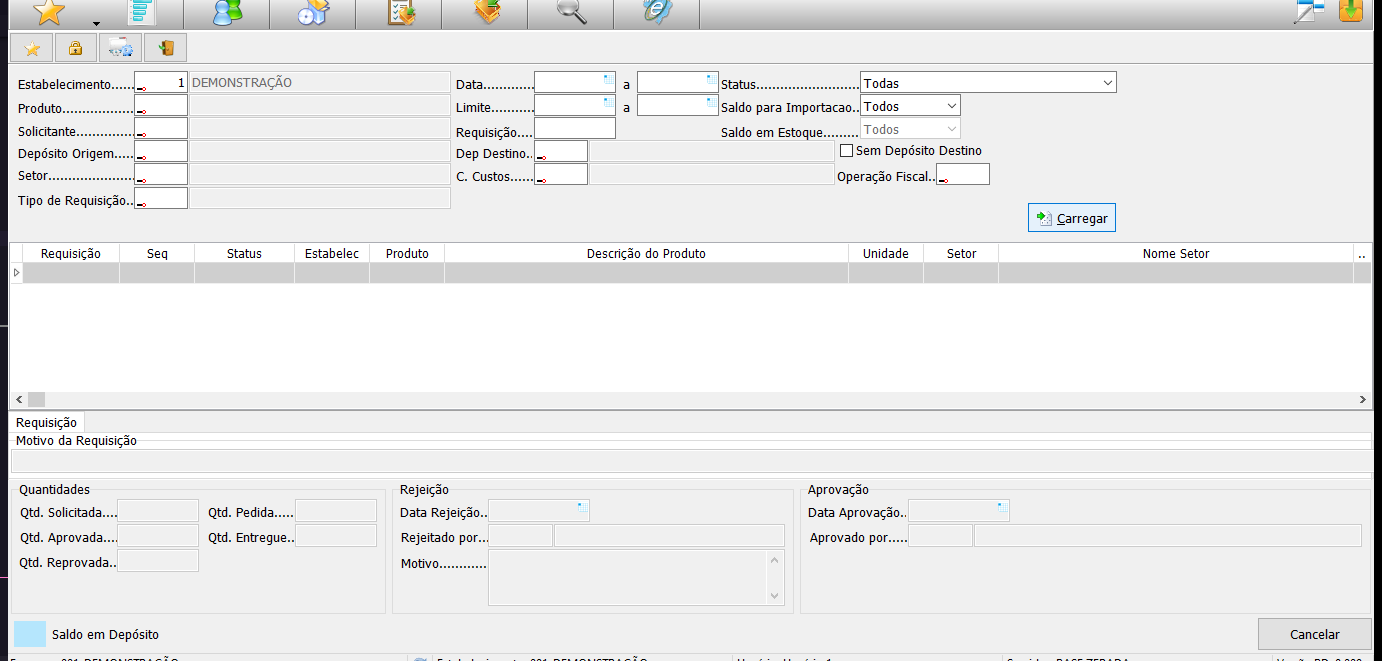 Estabelecimento...... 1 DEMONSTRAÇÃO Data............. a Status............................ Todas
Produto.................. Limite............ a Saldo para Importacao.. Todos
Solicitante.............. Requisição.... Saldo em Estoque......... Todos
Depósito Origem..... Dep Destino.. Sem Depósito Destino
Setor...................... C. Custos...... Operação Fiscal..
Tipo de Requisição..
Carregar
Requisição Seq Status Estabelec Produto Descrição do Produto Unidade Setor Nome Setor ..
Requisição
Motivo da Requisição
Quantidades Rejeição Aprovação
Qtd. Solicitada.... Qtd. Pedida..... Data Rejeição.. Data Aprovação..
Qtd. Aprovada.... Qtd. Entregue.. Rejeitado por... Aprovado por.....
Qtd. Reprovada.. Motivo............
Saldo em Depósito Cancelar